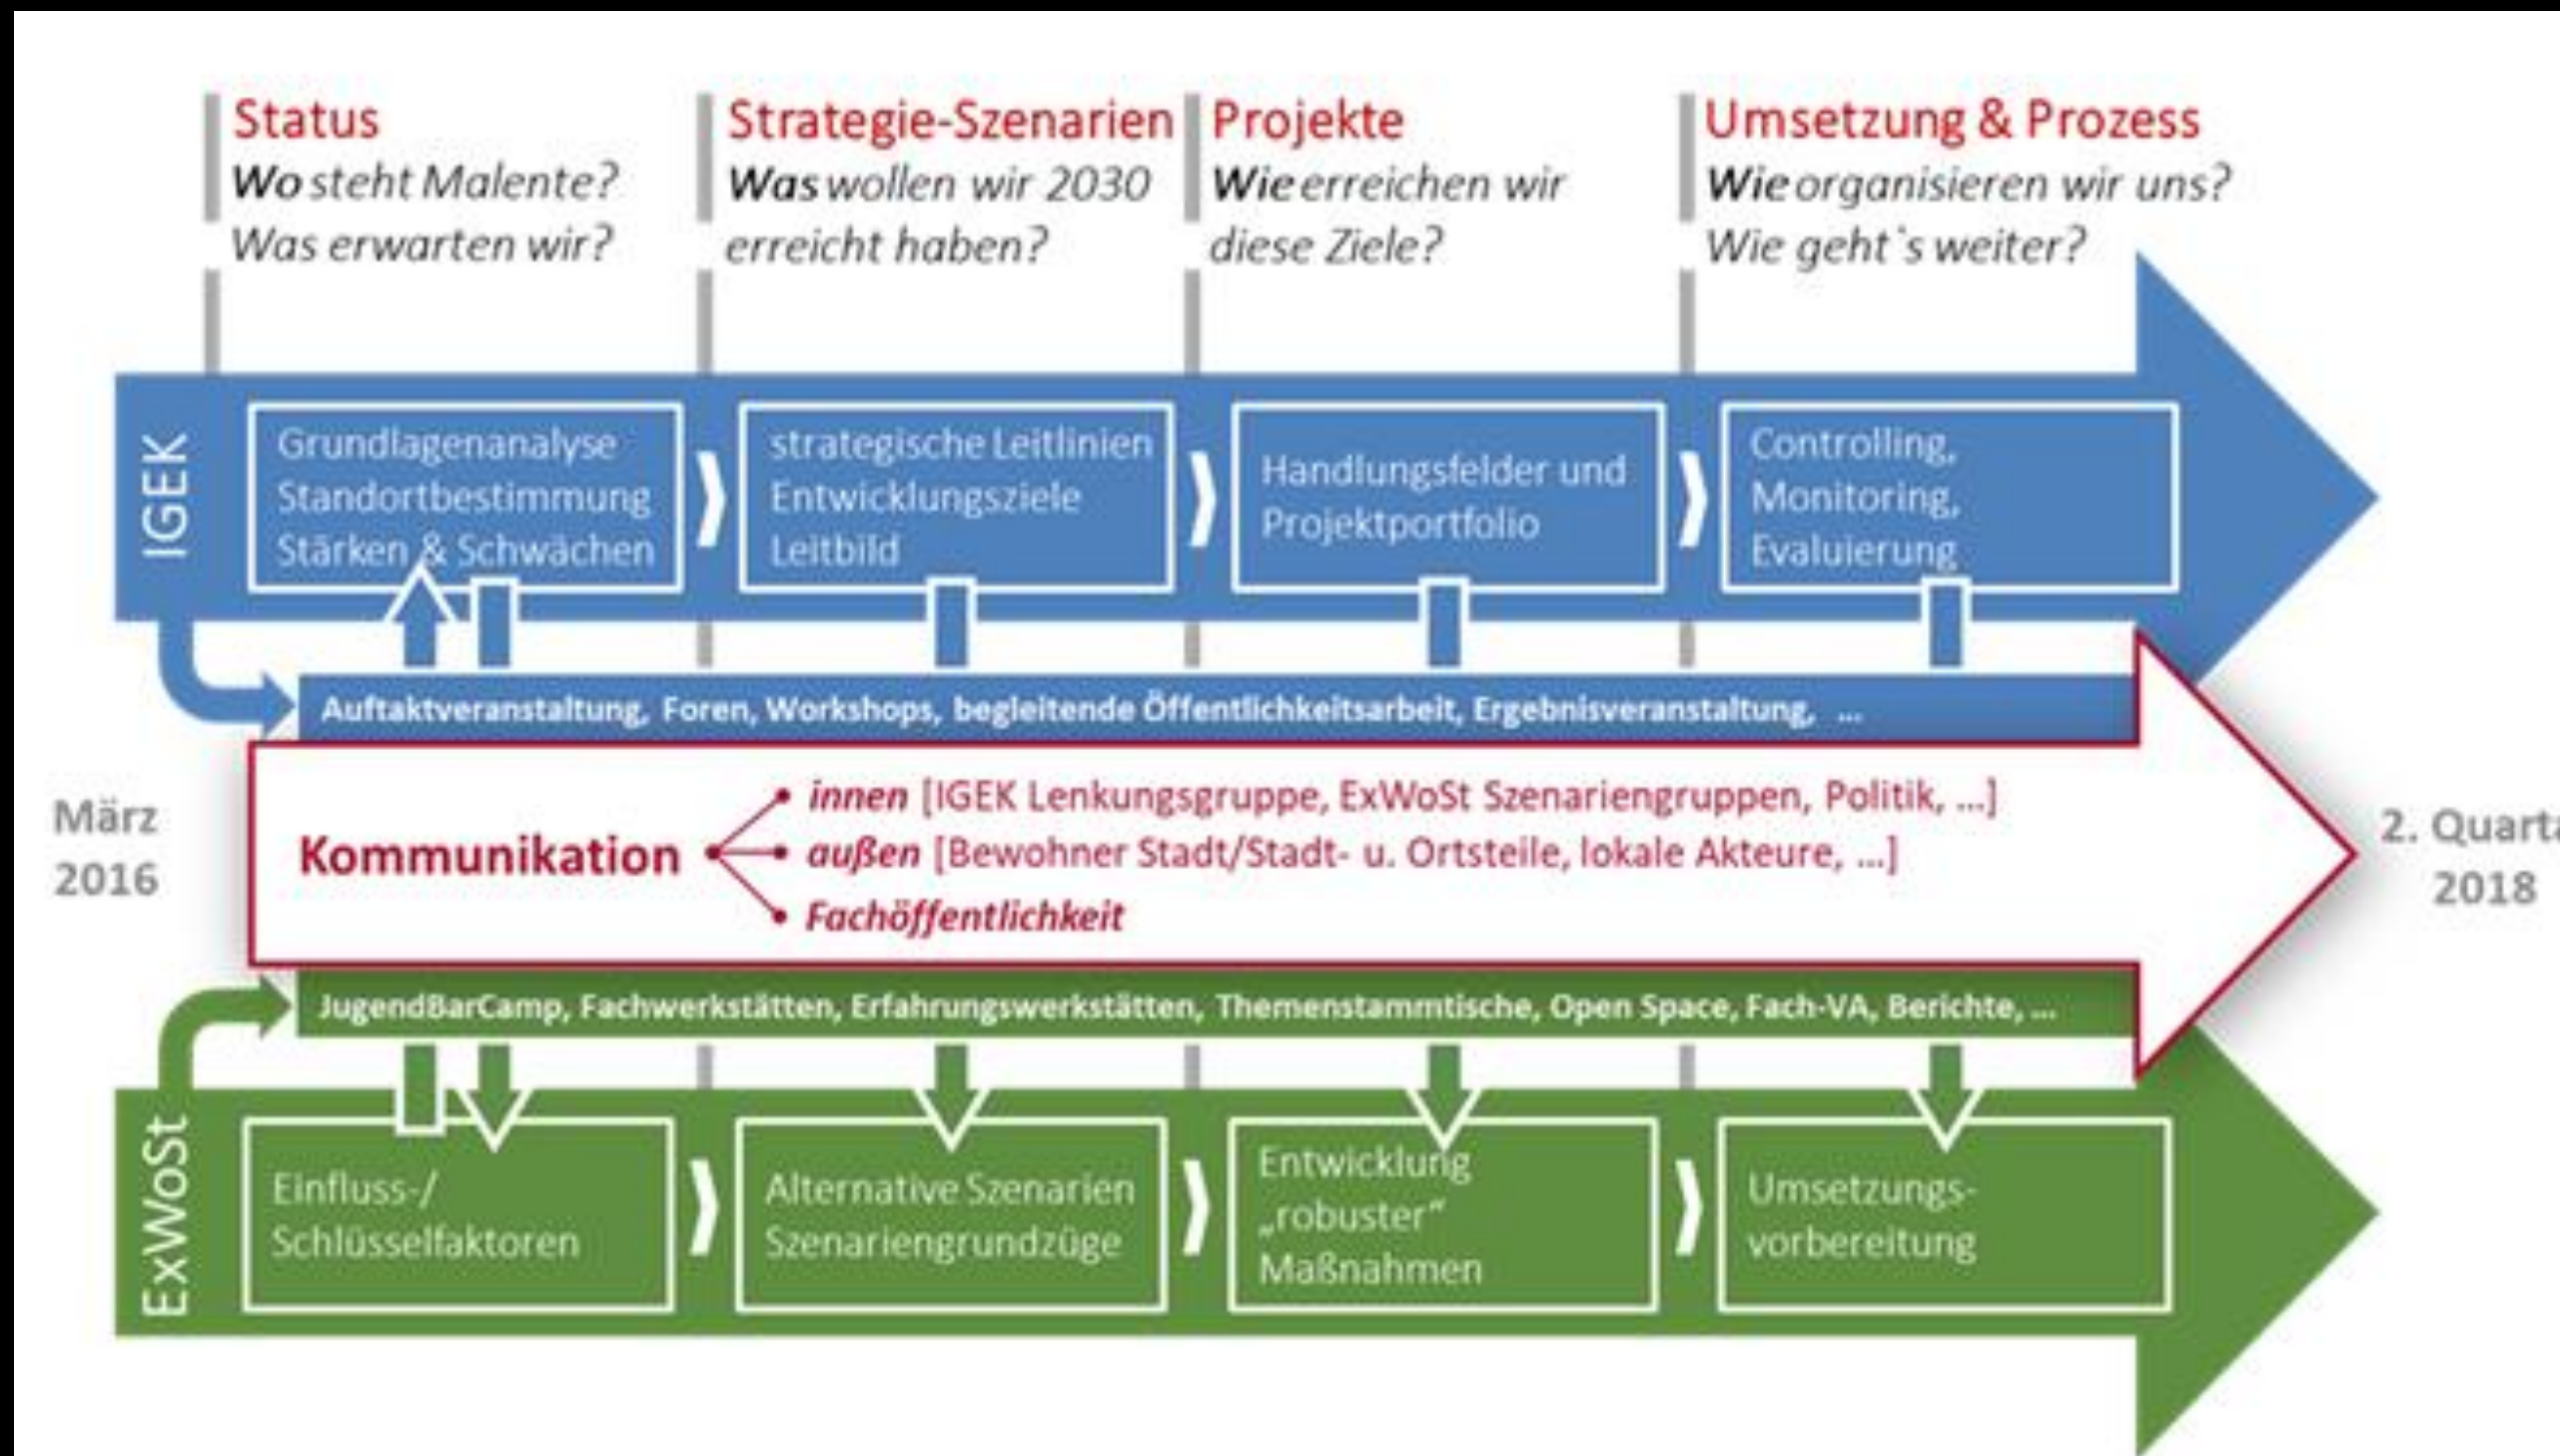 Status
Wo steht Malente?
Was erwarten wir?
Strategie-Szenarien
Was wollen wir 2030
erreicht haben?
Projekte
Wie erreichen wir
diese Ziele?
Umsetzung & Prozess
Wie organisieren wir uns?
Wie geht`s weiter?
IGEK
Grundlagenanalyse
Standortbestimmung
Stärken & Schwächen
strategische Leitlinien
Entwicklungsziele
Leitbild
Handlungsfelder und
Projektportfolio
Controlling,
Monitoring,
Evaluierung
Auftaktveranstaltung, Foren, Workshops, begleitende Öffentlichkeitsarbeit, Ergebnisveranstaltung, ...
März
2016
Kommunikation
innen [IGEK Lenkungsgruppe, ExWoSt Szenariengruppen, Politik, ...]
außen [Bewohner Stadt/Stadt- u. Ortsteile, lokale Akteure, ...]
Fachöffentlichkeit
2. Quarta
2018
JugendBarCamp, Fachwerkstätten, Erfahrungswerkstätten, Themenstammtische, Open Space, Fach-VA, Berichte, ...
ExWoSt
Einfluss-/
Schlüsselfaktoren
Alternative Szenarien
Szenariengrundzüge
Entwicklung
„robuster“
Maßnahmen
Umsetzungs-
vorbereitung